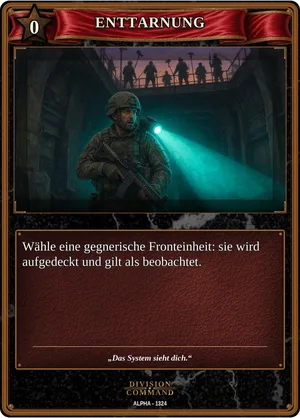 0
ENTTARNUNG
Wähle eine gegnerische Fronteinheit: sie wird
aufgedeckt und gilt als beobachtet.
„Das System sieht dich.“
DIVISION
COMMAND
ALPHA - 1324